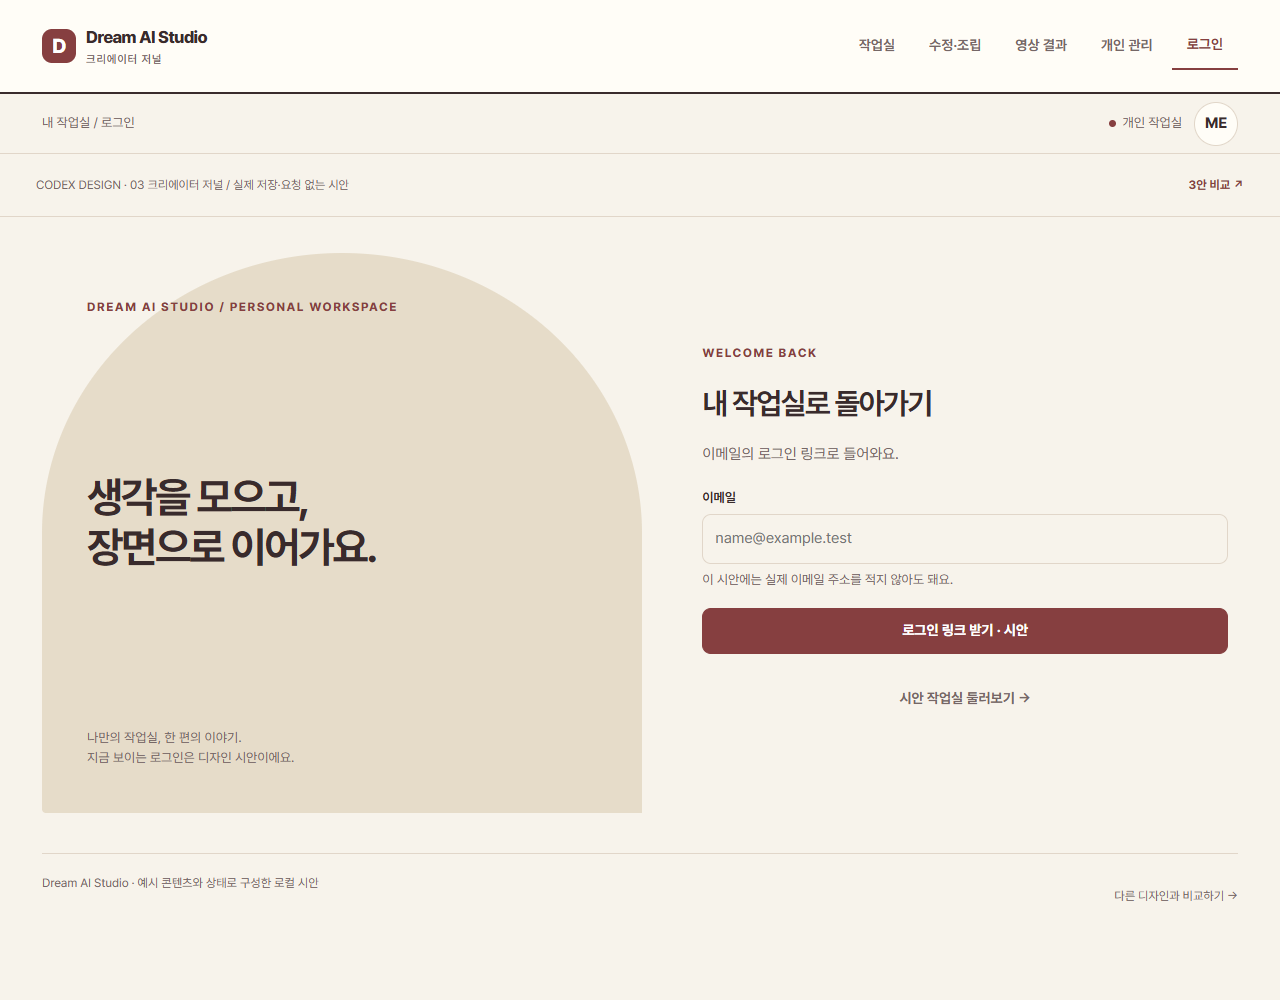 D
Dream AI Studio
크리에이터 저널
작업실
수정·조립
영상 결과
개인 관리
로그인
내 작업실 / 로그인
개인 작업실
ME
CODEX DESIGN · 03 크리에이터 저널 / 실제 저장·요청 없는 시안
3안 비교 ↗
DREAM AI STUDIO / PERSONAL WORKSPACE
생각을 모으고,
장면으로 이어가요.
나만의 작업실, 한 편의 이야기.
지금 보이는 로그인은 디자인 시안이에요.
WELCOME BACK
내 작업실로 돌아가기
이메일의 로그인 링크로 들어와요.
이메일
name@example.test
이 시안에는 실제 이메일 주소를 적지 않아도 돼요.
로그인 링크 받기 · 시안
시안 작업실 둘러보기 →
Dream AI Studio · 예시 콘텐츠와 상태로 구성한 로컬 시안
다른 디자인과 비교하기 →